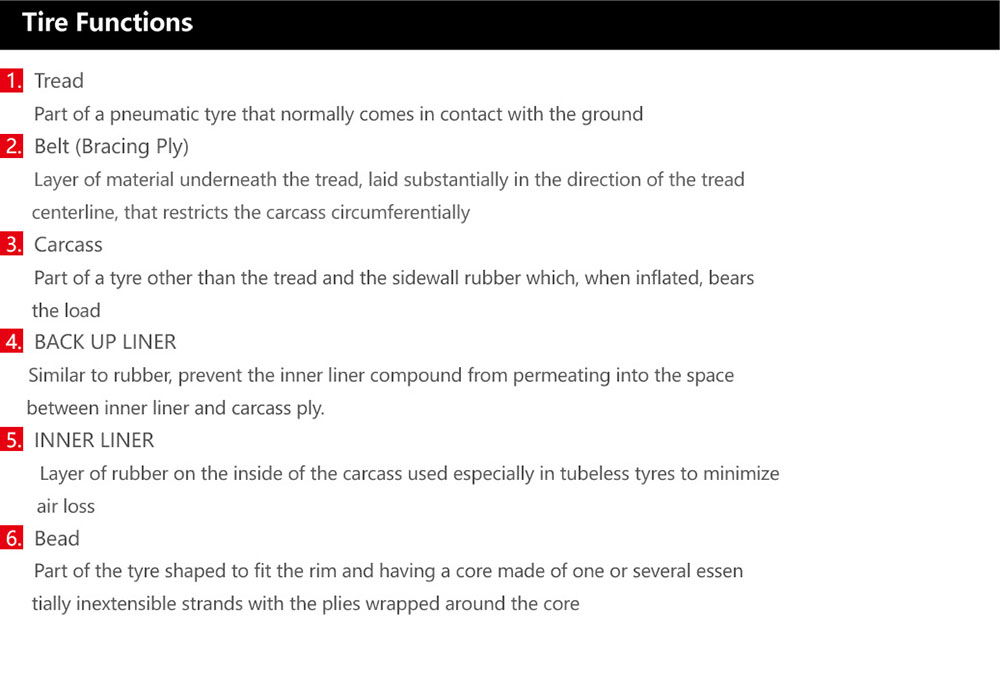 Tire Functions
1. Tread
Part of a pneumatic tyre that normally comes in contact with the ground
2. Belt (Bracing Ply)
Layer of material underneath the tread, laid substantially in the direction of the tread
centerline, that restricts the carcass circumferentially
3. Carcass
Part of a tyre other than the tread and the sidewall rubber which, when inflated, bears
the load
4. BACK UP LINER
Similar to rubber, prevent the inner liner compound from permeating into the space
between inner liner and carcass ply.
5. INNER LINER
Layer of rubber on the inside of the carcass used especially in tubeless tyres to minimize
air loss
6. Bead
Part of the tyre shaped to fit the rim and having a core made of one or several essen
tially inextensible strands with the plies wrapped around the core